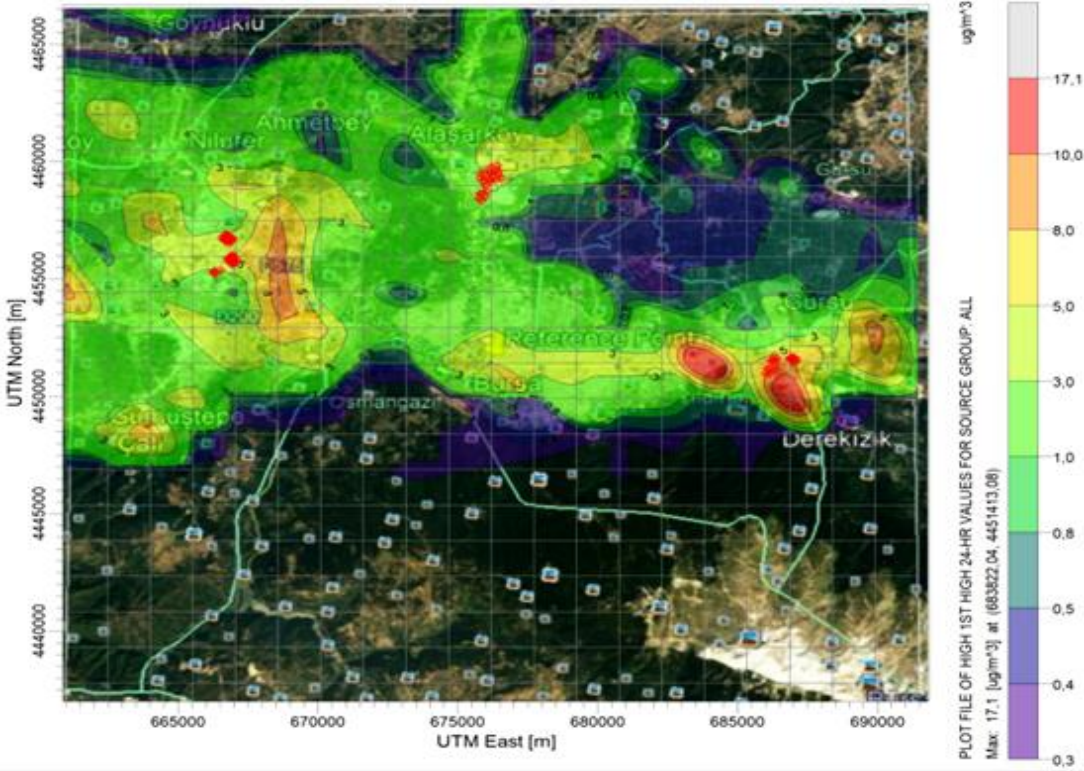 Goynuklu
Ahmetbey
Alasarkoy
Nilufer
Gursu
Reference Point
Bursa
Osmangazi
Derekizik
4465000
4460000
4455000
4450000
4445000
4440000
UTM North [m]
665000
670000
675000
680000
685000
690000
UTM East [m]
PLOT FILE OF HIGH 1ST HIGH 24-HR VALUES FOR SOURCE GROUP: ALL
Max: 17,1 [ug/m^3] at (683822,04, 4451413,08)
ug/m^3
17,1
10,0
8,0
5,0
3,0
1,0
0,8
0,5
0,4
0,3